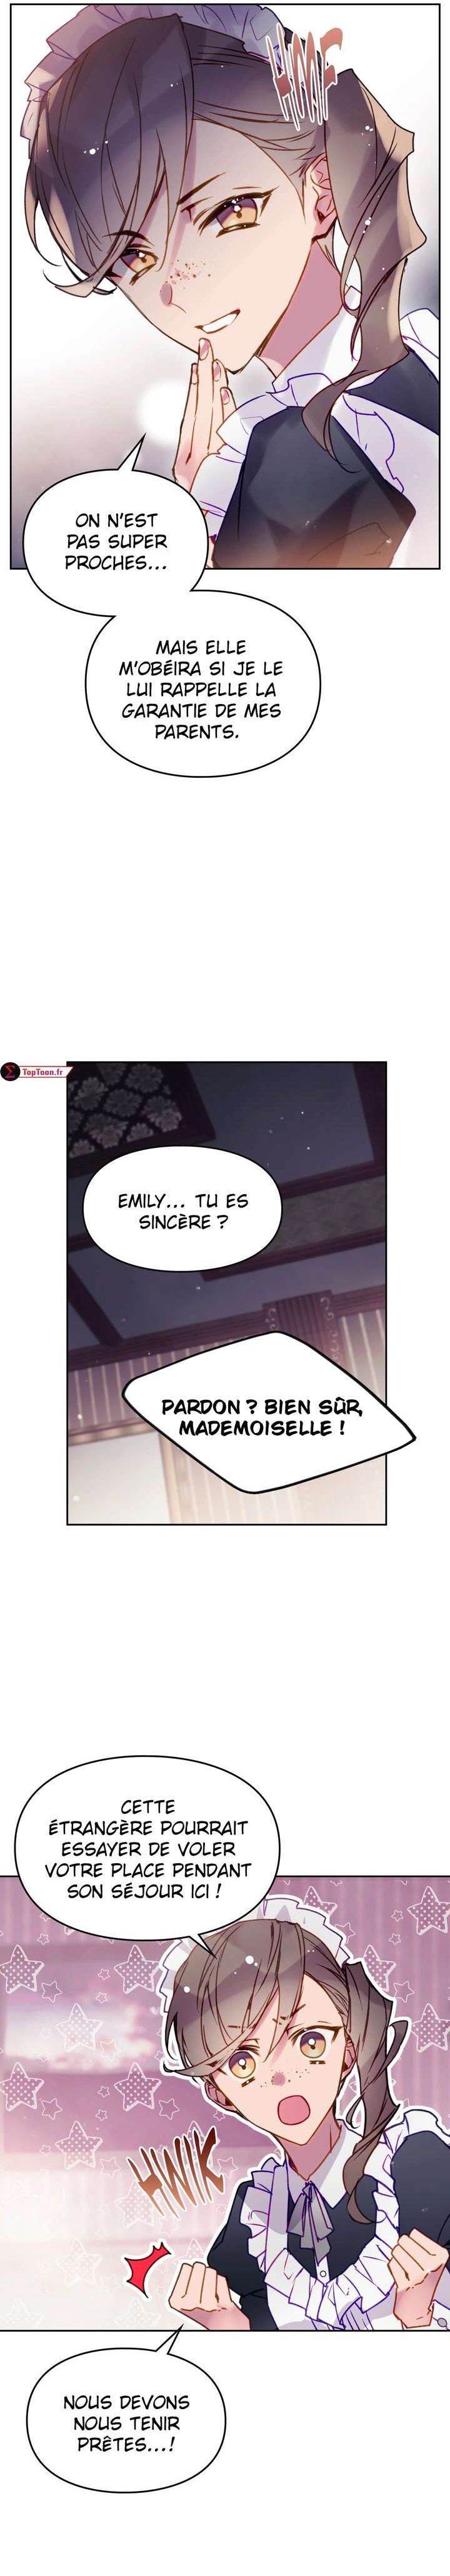 HMF
ON N'EST
PAS SUPER
PROCHES...
MAIS ELLE
M'OBÉIRA SI JE LE
LUI RAPPELLE LA
GARANTIE DE MES
PARENTS.
TopToon.fr
EMILY... TU ES
SINCÈRE ?
PARDON ? BIEN SÛR,
MADEMOISELLE !
CETTE
ÉTRANGÈRE POURRAIT
ESSAYER DE VOLER
VOTRE PLACE PENDANT
SON SÉJOUR ICI !
HWIK
NOUS DEVONS
NOUS TENIR
PRÊTES...!